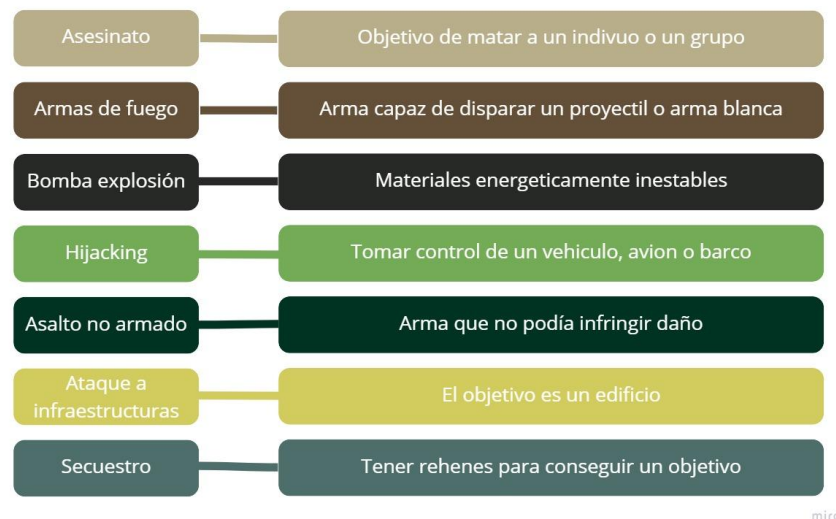 Asesinato
Objetivo de matar a un indivuo o un grupo
Armas de fuego
Arma capaz de disparar un proyectil o arma blanca
Bomba explosión
Materiales energeticamente inestables
Hijacking
Tomar control de un vehiculo, avion o barco
Asalto no armado
Arma que no podía infringir daño
Ataque a
infraestructuras
El objetivo es un edificio
Secuestro
Tener rehenes para conseguir un objetivo